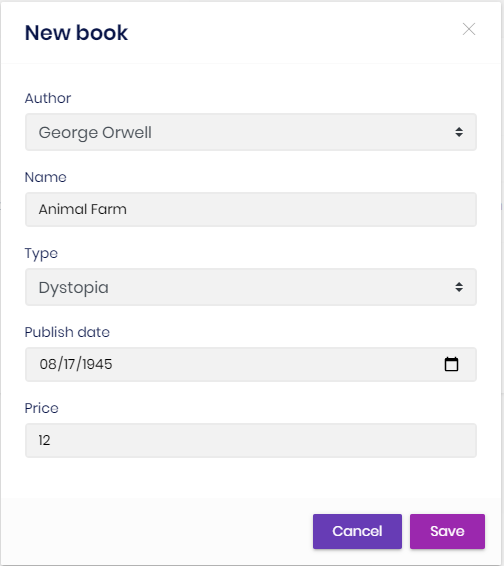 New book
Author
George Orwell
Name
Animal Farm
Type
Dystopia
Publish date
08/17/1945
Price
12
Cancel Save